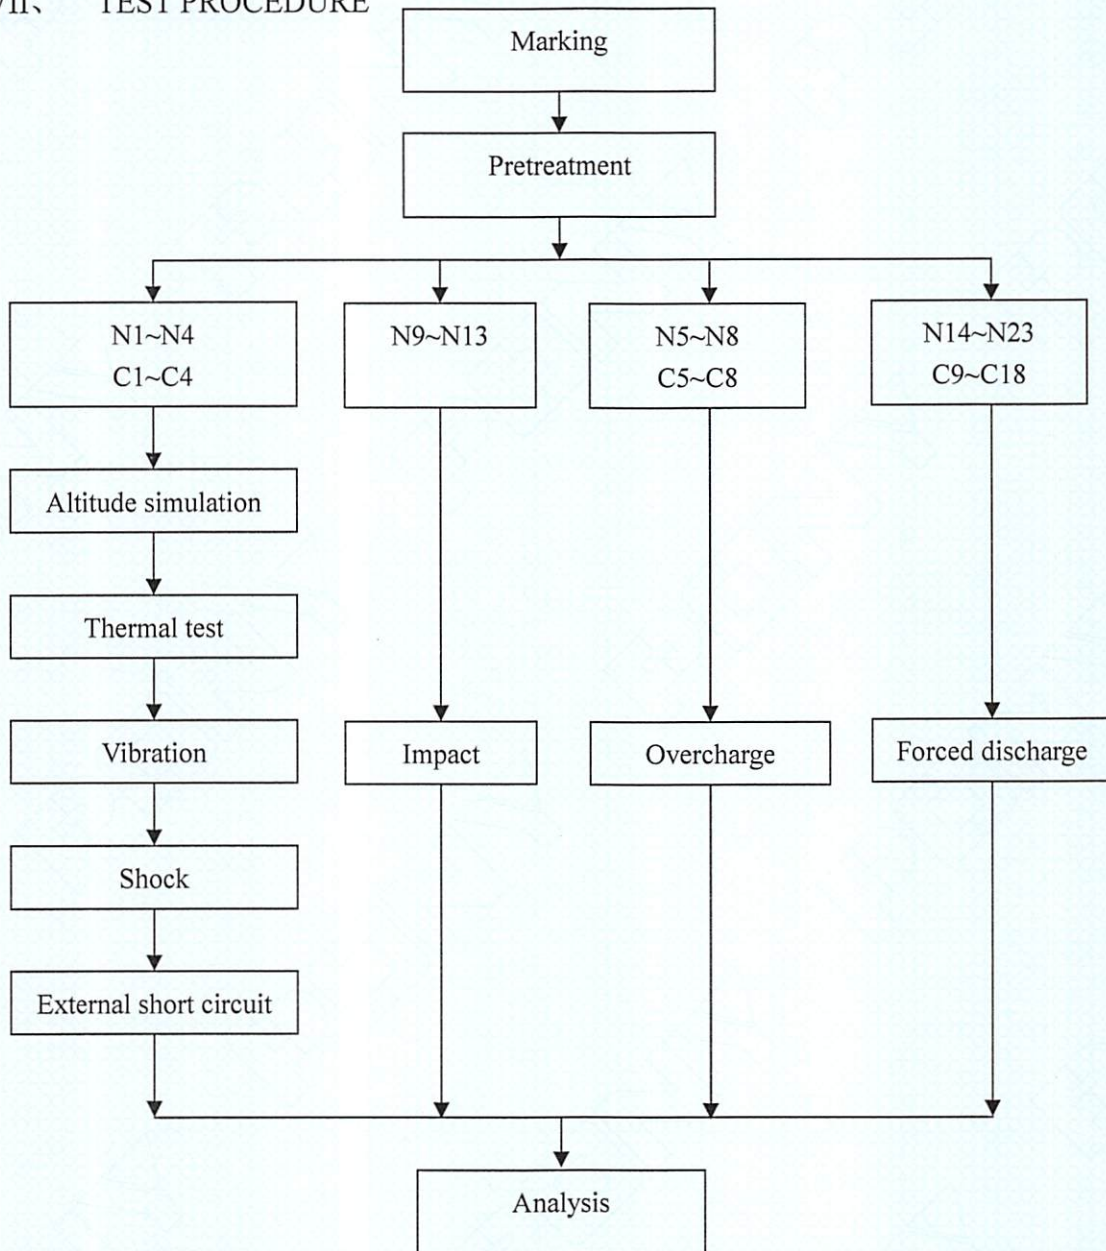 VII、 TEST PROCEDURE
Marking
Pretreatment
N1~N4
C1~C4
N9~N13
N5~N8
C5~C8
N14~N23
C9~C18
Altitude simulation
Thermal test
Vibration
Impact
Overcharge
Forced discharge
Shock
External short circuit
Analysis